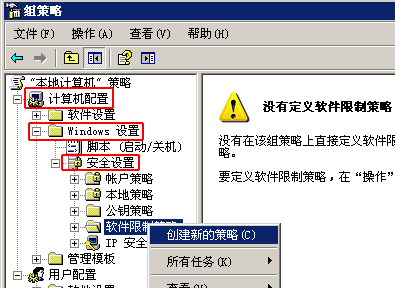 组策略
文件(F) 操作(A) 查看(V) 帮助(H)
"本地计算机" 策略
计算机配置
软件设置
Windows 设置
脚本 (启动/关机)
安全设置
帐户策略
本地策略
公钥策略
软件限制策略
IP 安全
管理模板
用户配置
没有定义软件限制策略
没有在该组策略上直接定义软件限
略。
要定义软件限制策略，在 “操作”
创建新的策略(C)
所有任务(K)
查看(V)